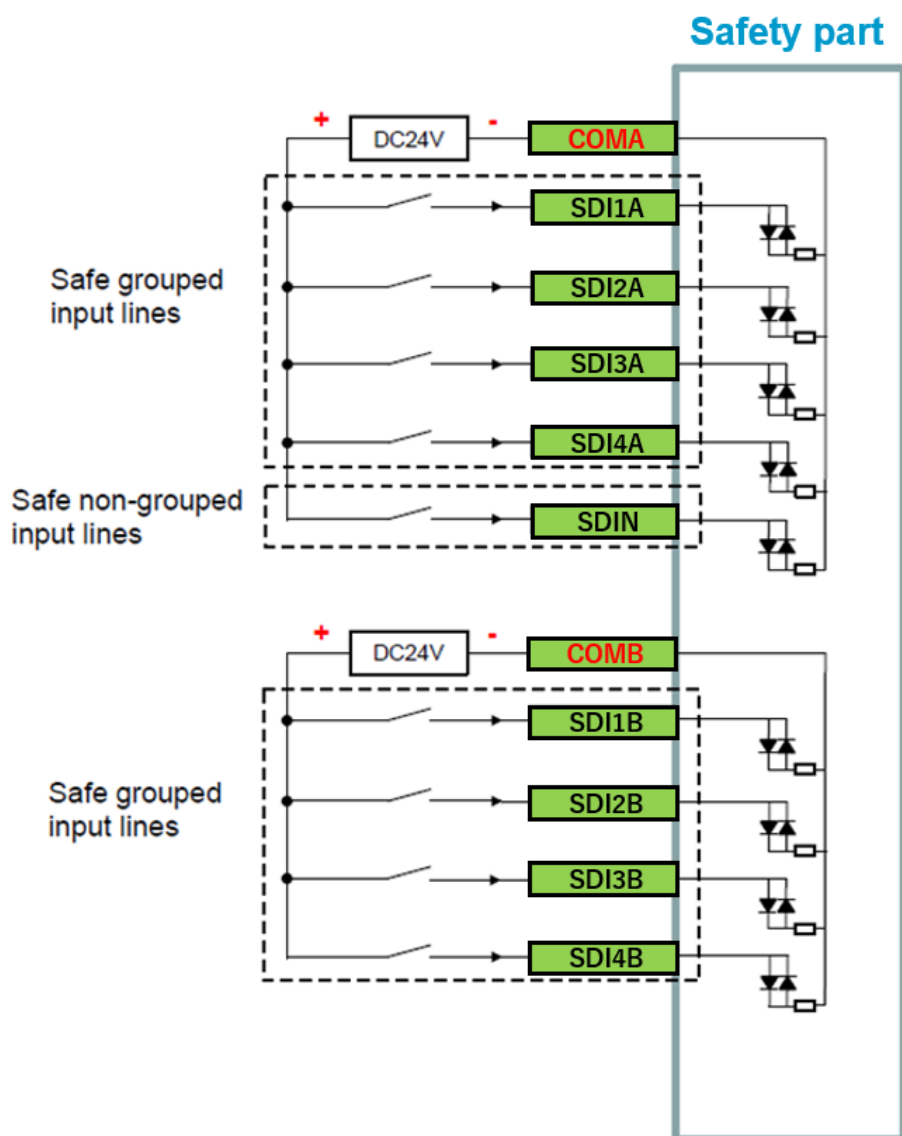 Safety part
+ DC24V - COMA
SDI1A
Safe grouped
input lines
SDI2A
SDI3A
SDI4A
Safe non-grouped
input lines
SDIN
+ DC24V - COMB
SDI1B
Safe grouped
input lines
SDI2B
SDI3B
SDI4B